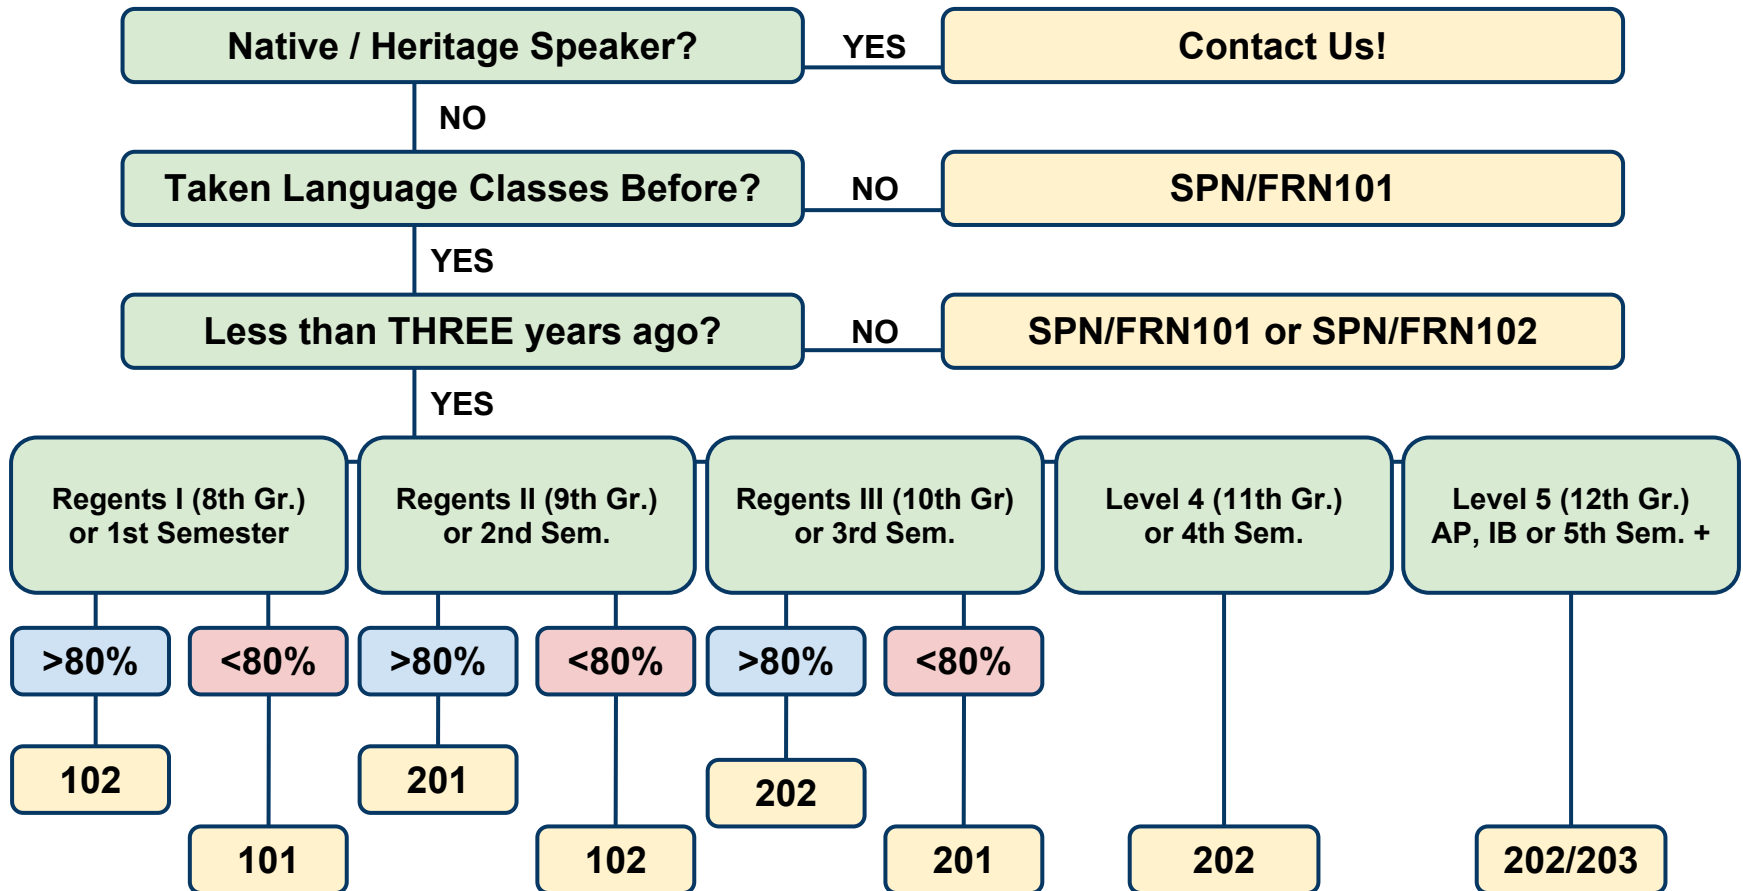 Native / Heritage Speaker?
YES
Contact Us!
NO
Taken Language Classes Before?
NO
SPN/FRN101
YES
Less than THREE years ago?
NO
SPN/FRN101 or SPN/FRN102
YES
Regents I (8th Gr.)
or 1st Semester
Regents II (9th Gr.)
or 2nd Sem.
Regents III (10th Gr)
or 3rd Sem.
Level 4 (11th Gr.)
or 4th Sem.
Level 5 (12th Gr.)
AP, IB or 5th Sem. +
>80%
<80%
>80%
<80%
>80%
<80%
102
201
202
101
102
201
202
202/203